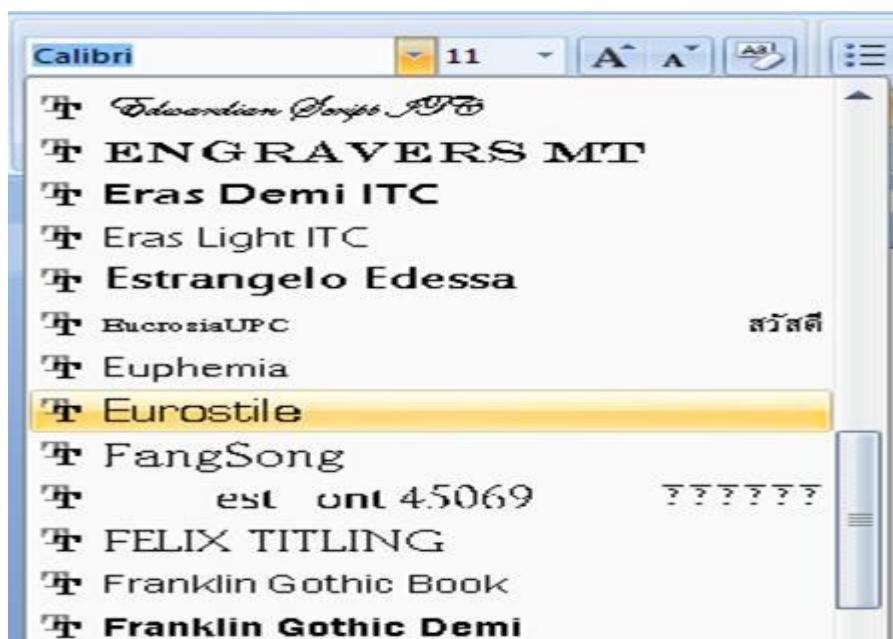 Calibri 11 A A Aa
Edwardian Script ITC
ENGRAVERS MT
Eras Demi ITC
Eras Light ITC
Estrangelo Edessa
EucrosiaUPC สวัสดี
Euphemia
Eurostile
FangSong
est ont 45069 ??????
FELIX TITLING
Franklin Gothic Book
Franklin Gothic Demi